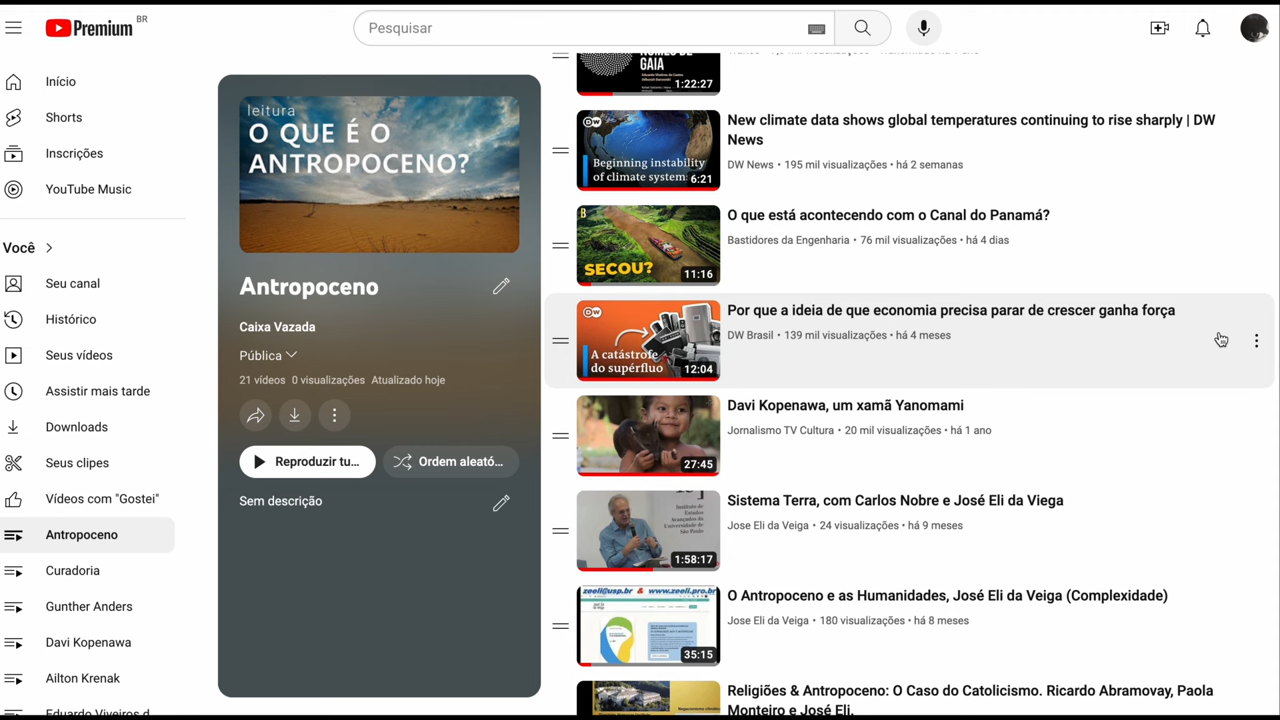 Premium BR
Pesquisar
Início
Shorts
Inscrições
YouTube Music
Você
Seu canal
Histórico
Seus vídeos
Assistir mais tarde
Downloads
Seus clipes
Vídeos com "Gostei"
Antropoceno
Curadoria
Gunther Anders
Davi Kopenawa
Ailton Krenak
leitura
O QUE É O
ANTROPOCENO?
Antropoceno
Caixa Vazada
Pública
21 vídeos 0 visualizações Atualizado hoje
Reproduzir tu...
Ordem aleató...
Sem descrição
GAIA
1:22:27
DW
Beginning instability
of climate system
6:21
New climate data shows global temperatures continuing to rise sharply | DW
News
DW News • 195 mil visualizações • há 2 semanas
B
SECOU?
11:16
O que está acontecendo com o Canal do Panamá?
Bastidores da Engenharia • 76 mil visualizações • há 4 dias
DW
A catástrofe
do supérfluo
12:04
Por que a ideia de que economia precisa parar de crescer ganha força
DW Brasil • 139 mil visualizações • há 4 meses
27:45
Davi Kopenawa, um xamã Yanomami
Jornalismo TV Cultura • 20 mil visualizações • há 1 ano
1:58:17
Sistema Terra, com Carlos Nobre e José Eli da Viega
Jose Eli da Veiga • 24 visualizações • há 9 meses
zeeli@usp.br & www.zeeli.pro.br
35:15
O Antropoceno e as Humanidades, José Eli da Veiga (Complexidade)
Jose Eli da Veiga • 180 visualizações • há 8 meses
Religiões & Antropoceno: O Caso do Catolicismo. Ricardo Abramovay, Paola
Monteiro e José Eli.